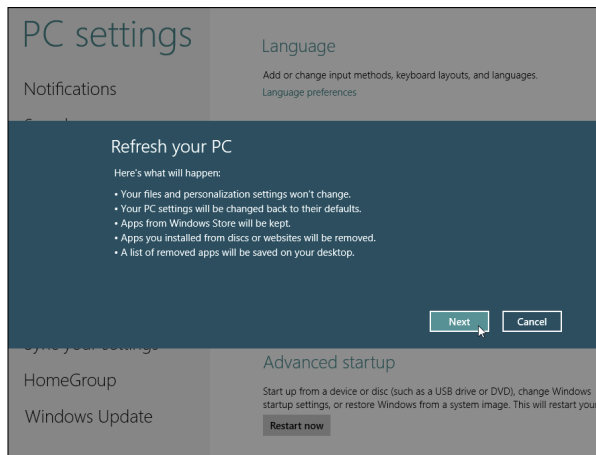 PC settings
Notifications
Language
Add or change input methods, keyboard layouts, and languages.
Language preferences
Refresh your PC
Here's what will happen:
• Your files and personalization settings won't change.
• Your PC settings will be changed back to their defaults.
• Apps from Windows Store will be kept.
• Apps you installed from discs or websites will be removed.
• A list of removed apps will be saved on your desktop.
Next
Cancel
Sync your settings
HomeGroup
Windows Update
Advanced startup
Start up from a device or disc (such as a USB drive or DVD), change Windows
startup settings, or restore Windows from a system image. This will restart your
Restart now